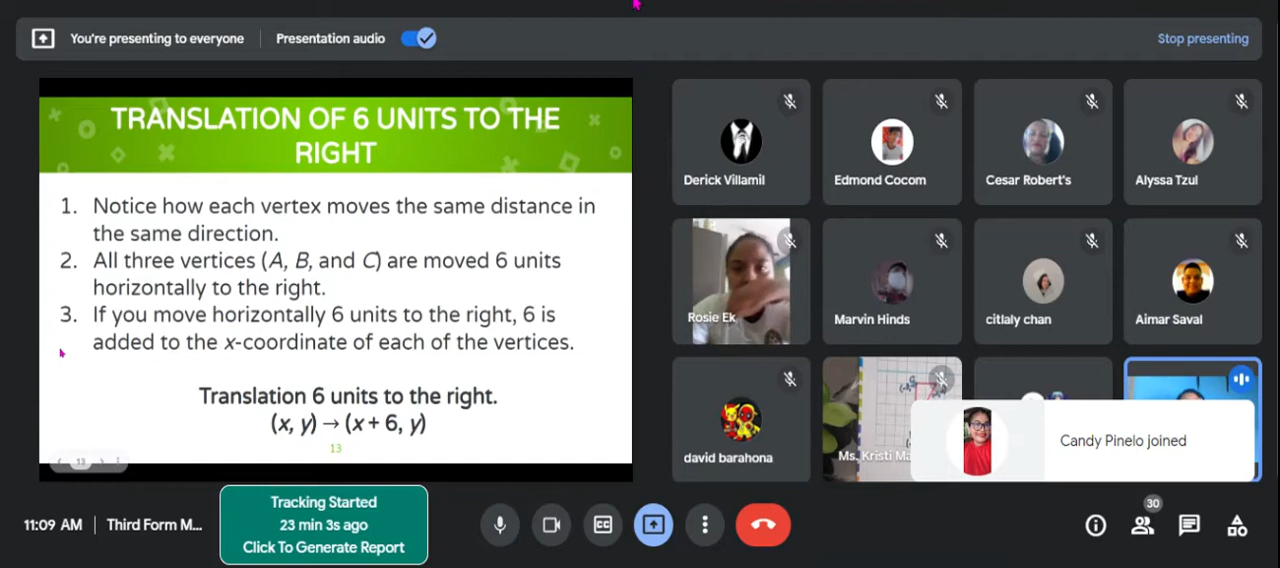 You're presenting to everyone
Presentation audio
Stop presenting
TRANSLATION OF 6 UNITS TO THE
RIGHT
1. Notice how each vertex moves the same distance in
the same direction.
2. All three vertices (A, B, and C) are moved 6 units
horizontally to the right.
3. If you move horizontally 6 units to the right, 6 is
added to the x-coordinate of each of the vertices.
Translation 6 units to the right.
(x, y) → (x + 6, y)
13
13
Derick Villamil
Edmond Cocom
Cesar Robert's
Alyssa Tzul
Rosie Ek
Marvin Hinds
citlaly chan
Aimar Saval
david barahona
Ms. Kristi
Candy Pinelo joined
11:09 AM
Third Form M...
Tracking Started
23 min 3s ago
Click To Generate Report
CC
30